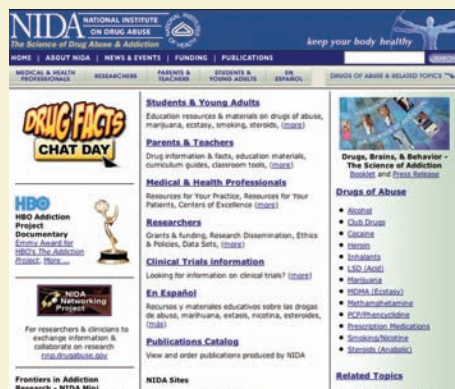 NIDA
NATIONAL INSTITUTE
ON DRUG ABUSE
The Science of Drug Abuse & Addiction
keep your body healthy
HOME | ABOUT NIDA | NEWS & EVENTS | FUNDING | PUBLICATIONS
SEARCH
MEDICAL & HEALTH
PROFESSIONALS
RESEARCHERS
PARENTS &
TEACHERS
STUDENTS &
YOUNG ADULTS
EN
ESPAÑOL
DRUGS OF ABUSE & RELATED TOPICS
DRUG FACTS
CHAT DAY
HBO
HBO Addiction
Project
Documentary
Emmy Award for
HBO's The Addiction
Project. More ...
NIDA
Networking
Project
For researchers & clinicians to
exchange information &
collaborate on research
nnp.drugabuse.gov
Frontiers in Addiction
Research - NIDA Mini
Students & Young Adults
Education resources & materials on drugs of abuse,
marijuana, ecstasy, smoking, steroids, (more)
Parents & Teachers
Drug information & facts, education materials,
curriculum guides, classroom tools, (more)
Medical & Health Professionals
Resources for Your Practice, Resources for Your
Patients, Centers of Excellence (more)
Researchers
Grants & funding, Research Dissemination, Ethics
& Policies, Data Sets, (more)
Clinical Trials information
Looking for information on clinical trials? (more)
En Español
Recursos y materiales educativos sobre las drogas
de abuso, marihuana, extasis, nicotina, esteroides,
(más)
Publications Catalog
View and order publications produced by NIDA
NIDA Sites
Drugs, Brains, & Behavior -
The Science of Addiction
Booklet and Press Release
Drugs of Abuse
Alcohol
Club Drugs
Cocaine
Heroin
Inhalants
LSD (Acid)
Marijuana
MDMA (Ecstasy)
Methamphetamine
PCP/Phencyclidine
Prescription Medications
Smoking/Nicotine
Steroids (Anabolic)
Related Topics